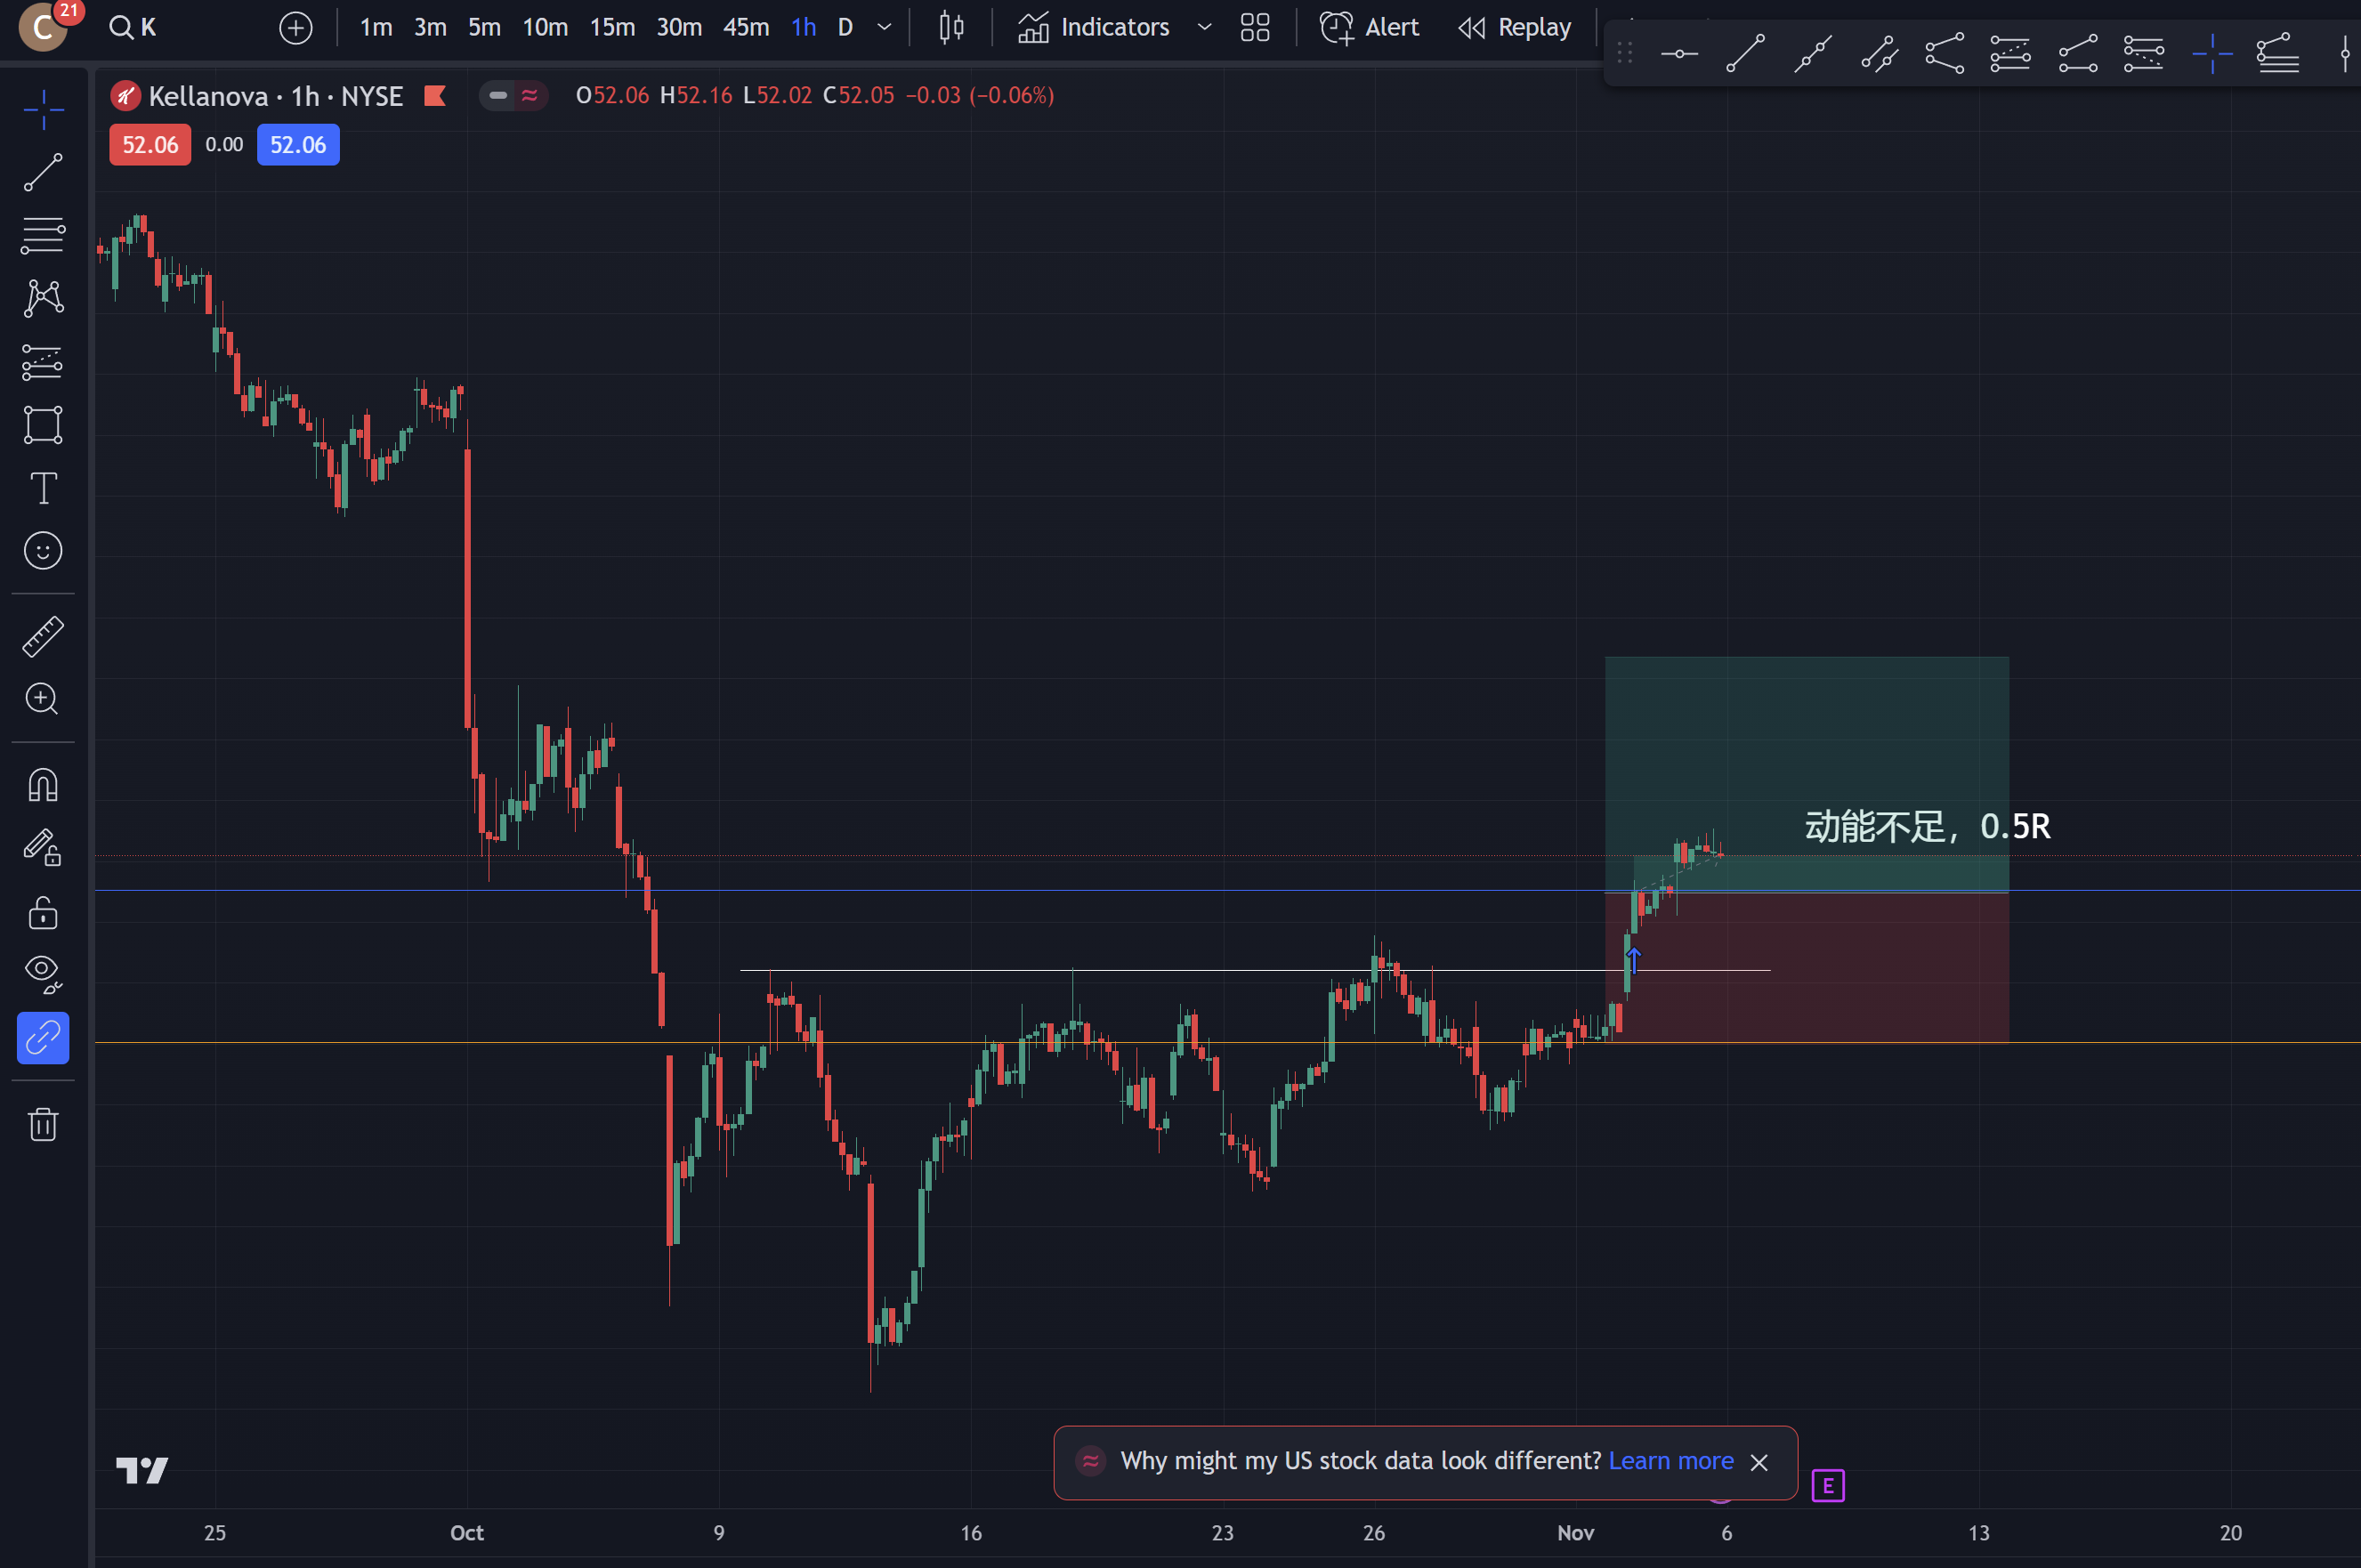 C
21
K
1m 3m 5m 10m 15m 30m 45m 1h D
Indicators
Alert
Replay
Kellanova · 1h · NYSE
O52.06 H52.16 L52.02 C52.05 −0.03 (−0.06%)
52.06 0.00 52.06
动能不足，0.5R
Why might my US stock data look different? Learn more
E
25 Oct 9 16 23 26 Nov 6 13 20